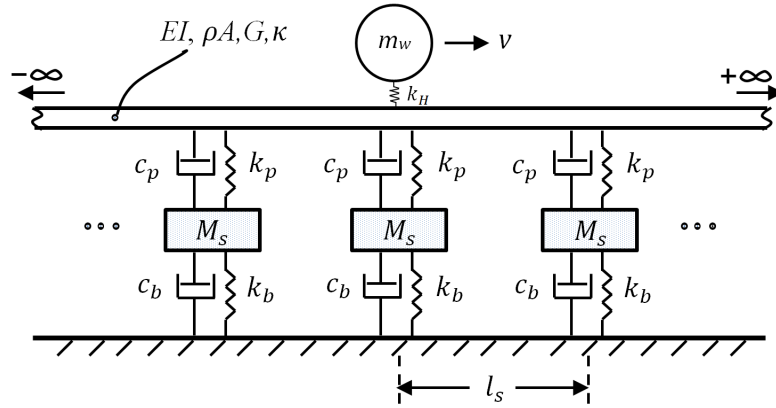 EI, ρA, G, κ
m_w
v
−∞
k_H
+∞
c_p k_p c_p k_p c_p k_p
... M_s M_s M_s ...
c_b k_b c_b k_b c_b k_b
l_s